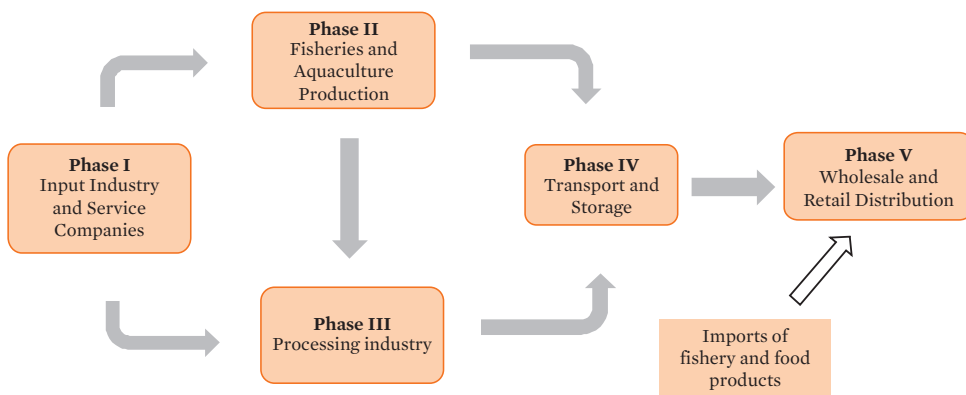 Phase II
Fisheries and
Aquaculture
Production
Phase I
Input Industry
and Service
Companies
Phase IV
Transport and
Storage
Phase V
Wholesale and
Retail Distribution
Phase III
Processing industry
Imports of
fishery and food
products